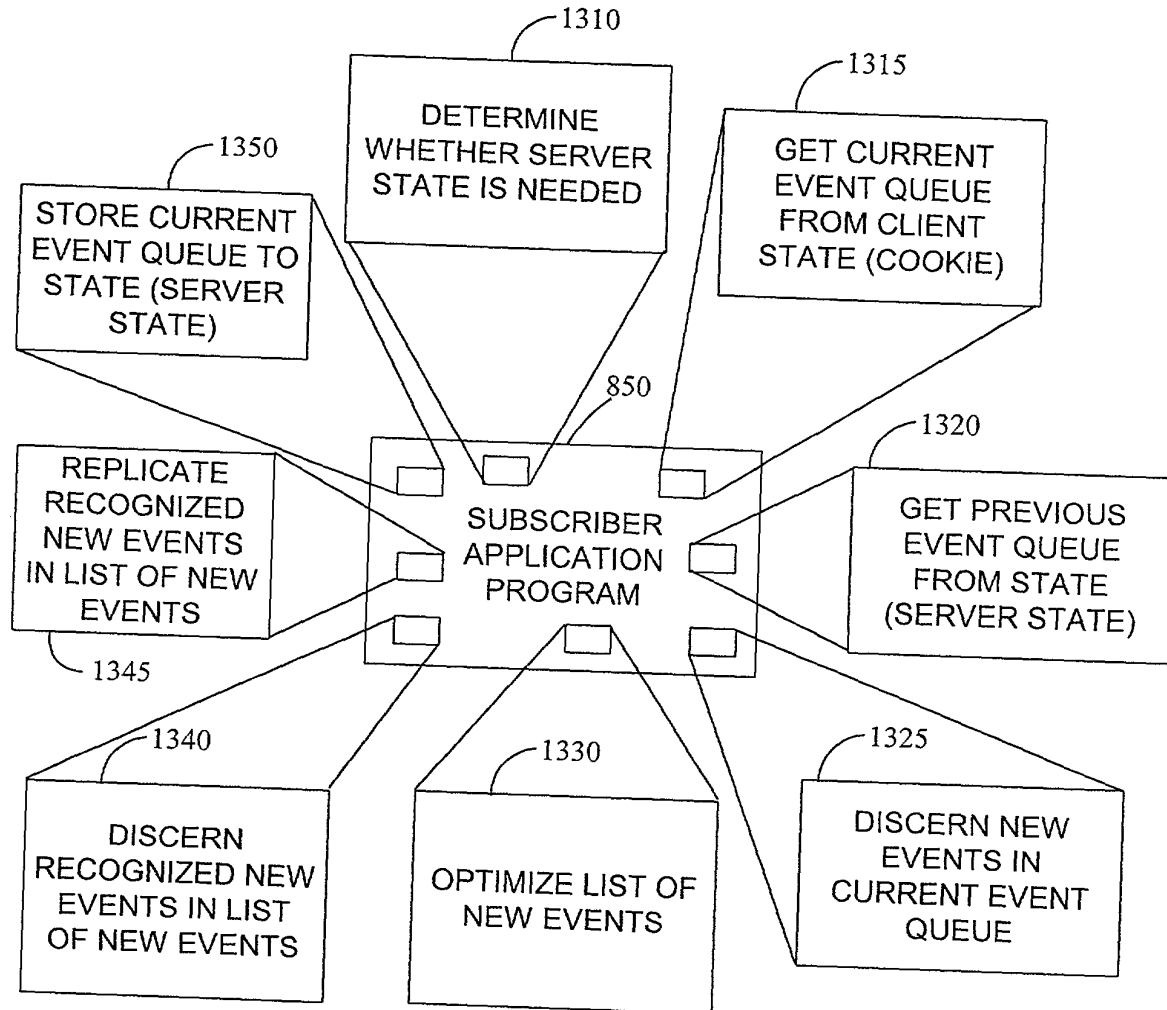 1310
DETERMINE
WHETHER SERVER
STATE IS NEEDED
1315
GET CURRENT
EVENT QUEUE
FROM CLIENT
STATE (COOKIE)
1350
STORE CURRENT
EVENT QUEUE TO
STATE (SERVER
STATE)
850
SUBSCRIBER
APPLICATION
PROGRAM
1320
GET PREVIOUS
EVENT QUEUE
FROM STATE
(SERVER STATE)
REPLICATE
RECOGNIZED
NEW EVENTS
IN LIST OF NEW
EVENTS
1345
1340
DISCERN
RECOGNIZED NEW
EVENTS IN LIST
OF NEW EVENTS
1330
OPTIMIZE LIST OF
NEW EVENTS
1325
DISCERN NEW
EVENTS IN
CURRENT EVENT
QUEUE